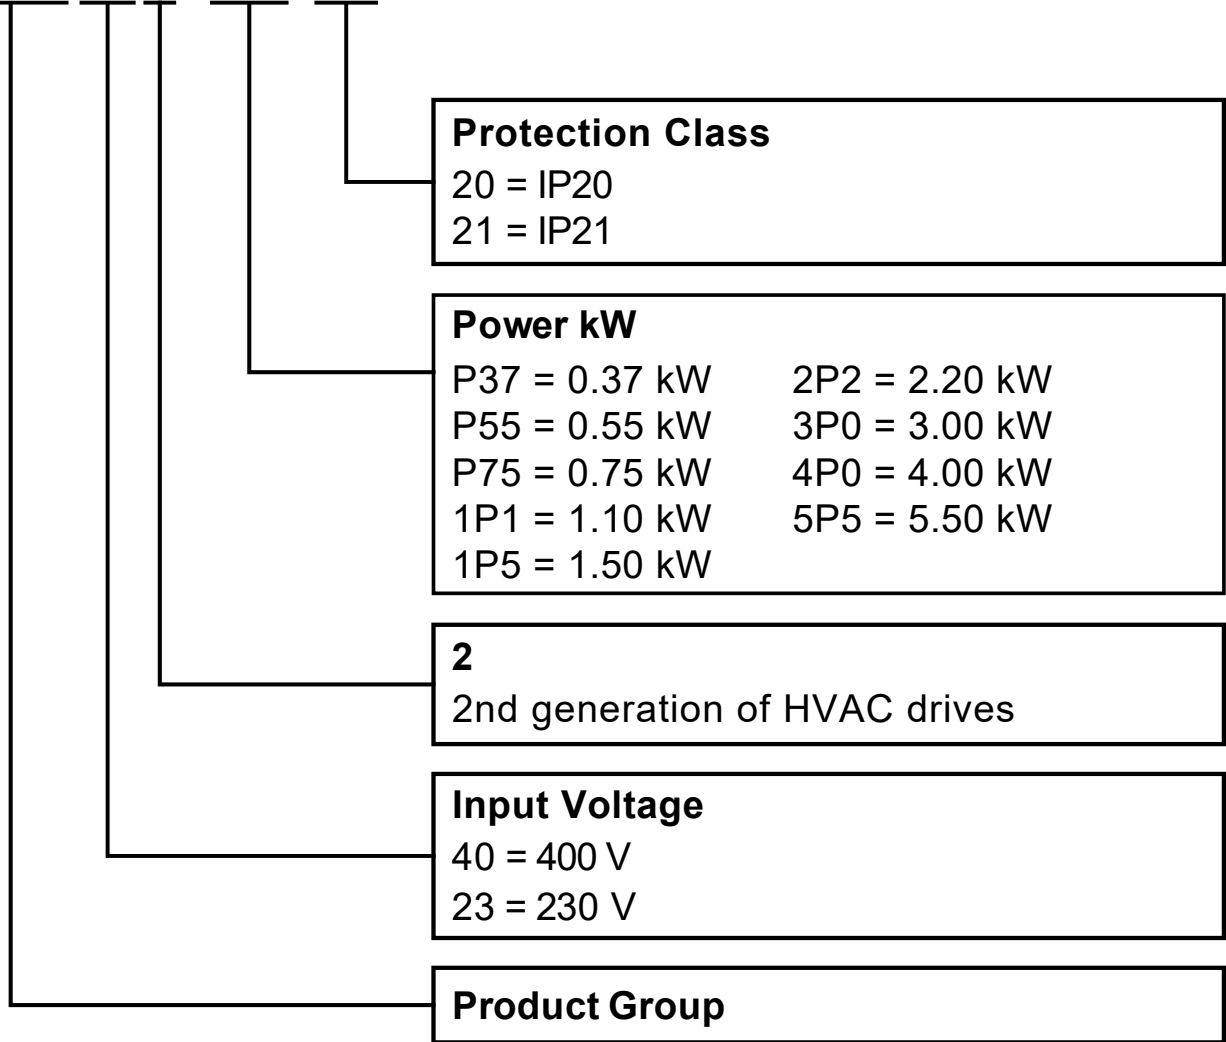 Protection Class
20 = IP20
21 = IP21
Power kW
P37 = 0.37 kW 2P2 = 2.20 kW
P55 = 0.55 kW 3P0 = 3.00 kW
P75 = 0.75 kW 4P0 = 4.00 kW
1P1 = 1.10 kW 5P5 = 5.50 kW
1P5 = 1.50 kW
2
2nd generation of HVAC drives
Input Voltage
40 = 400 V
23 = 230 V
Product Group